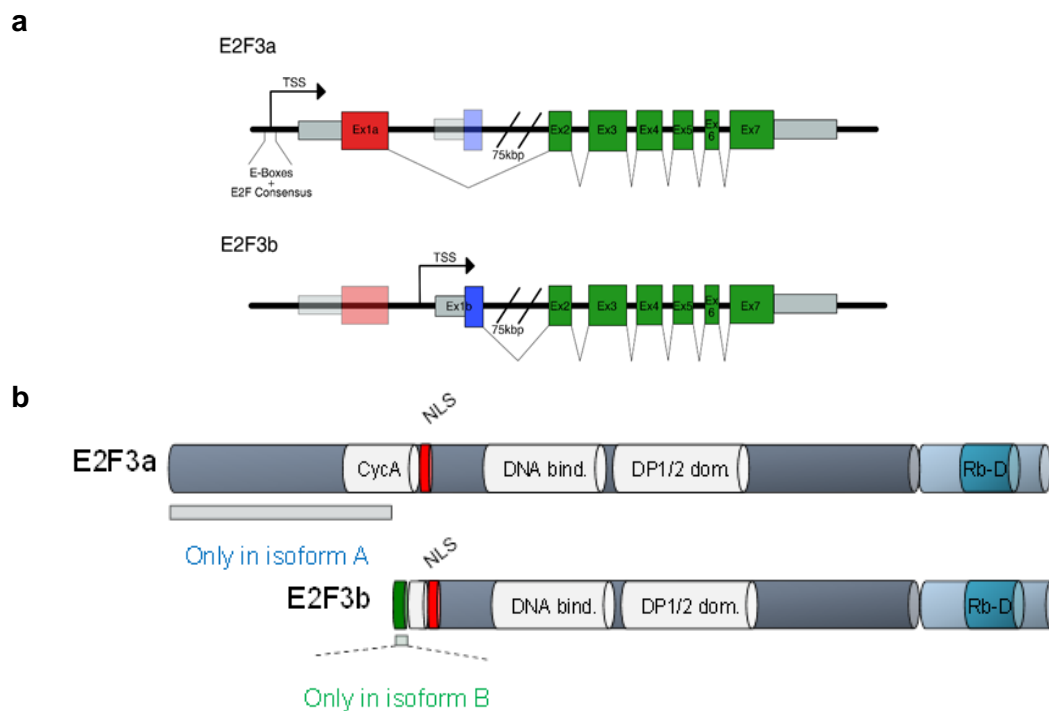 a
E2F3a
TSS
Ex1a
Ex2
Ex3
Ex4
Ex5
Ex
6
Ex7
75kbp
E-Boxes
+
E2F Consensus
E2F3b
TSS
Ex1b
Ex2
Ex3
Ex4
Ex5
Ex
6
Ex7
75kbp
b
NLS
E2F3a
CycA
DNA bind.
DP1/2 dom.
Rb-D
Only in isoform A
NLS
E2F3b
DNA bind.
DP1/2 dom.
Rb-D
Only in isoform B